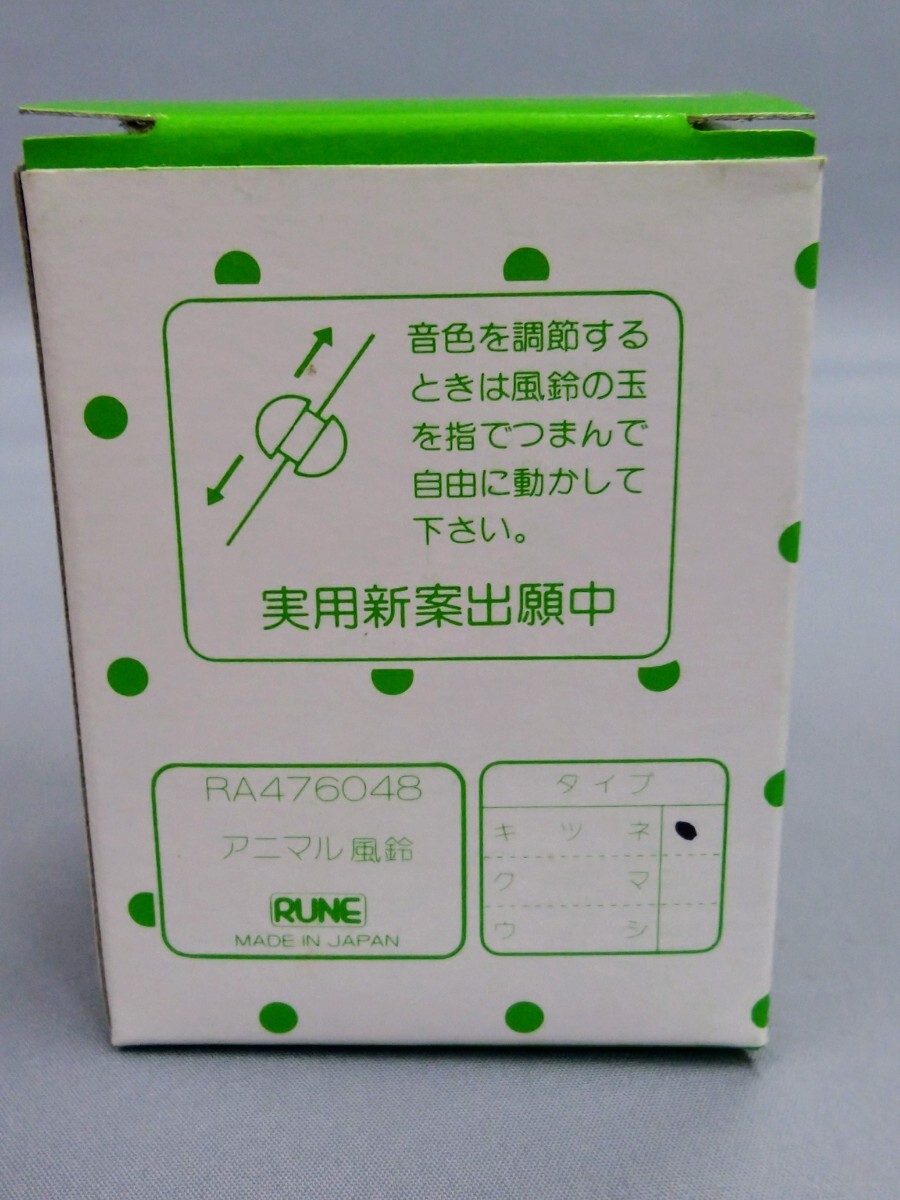 音色を調節する
ときは風鈴の玉
を指でつまんで
自由に動かして
下さい。
実用新案出願中
RA476048
アニマル風鈴
RUNE
MADE IN JAPAN
タイプ
キツネ
クマ
ウシ